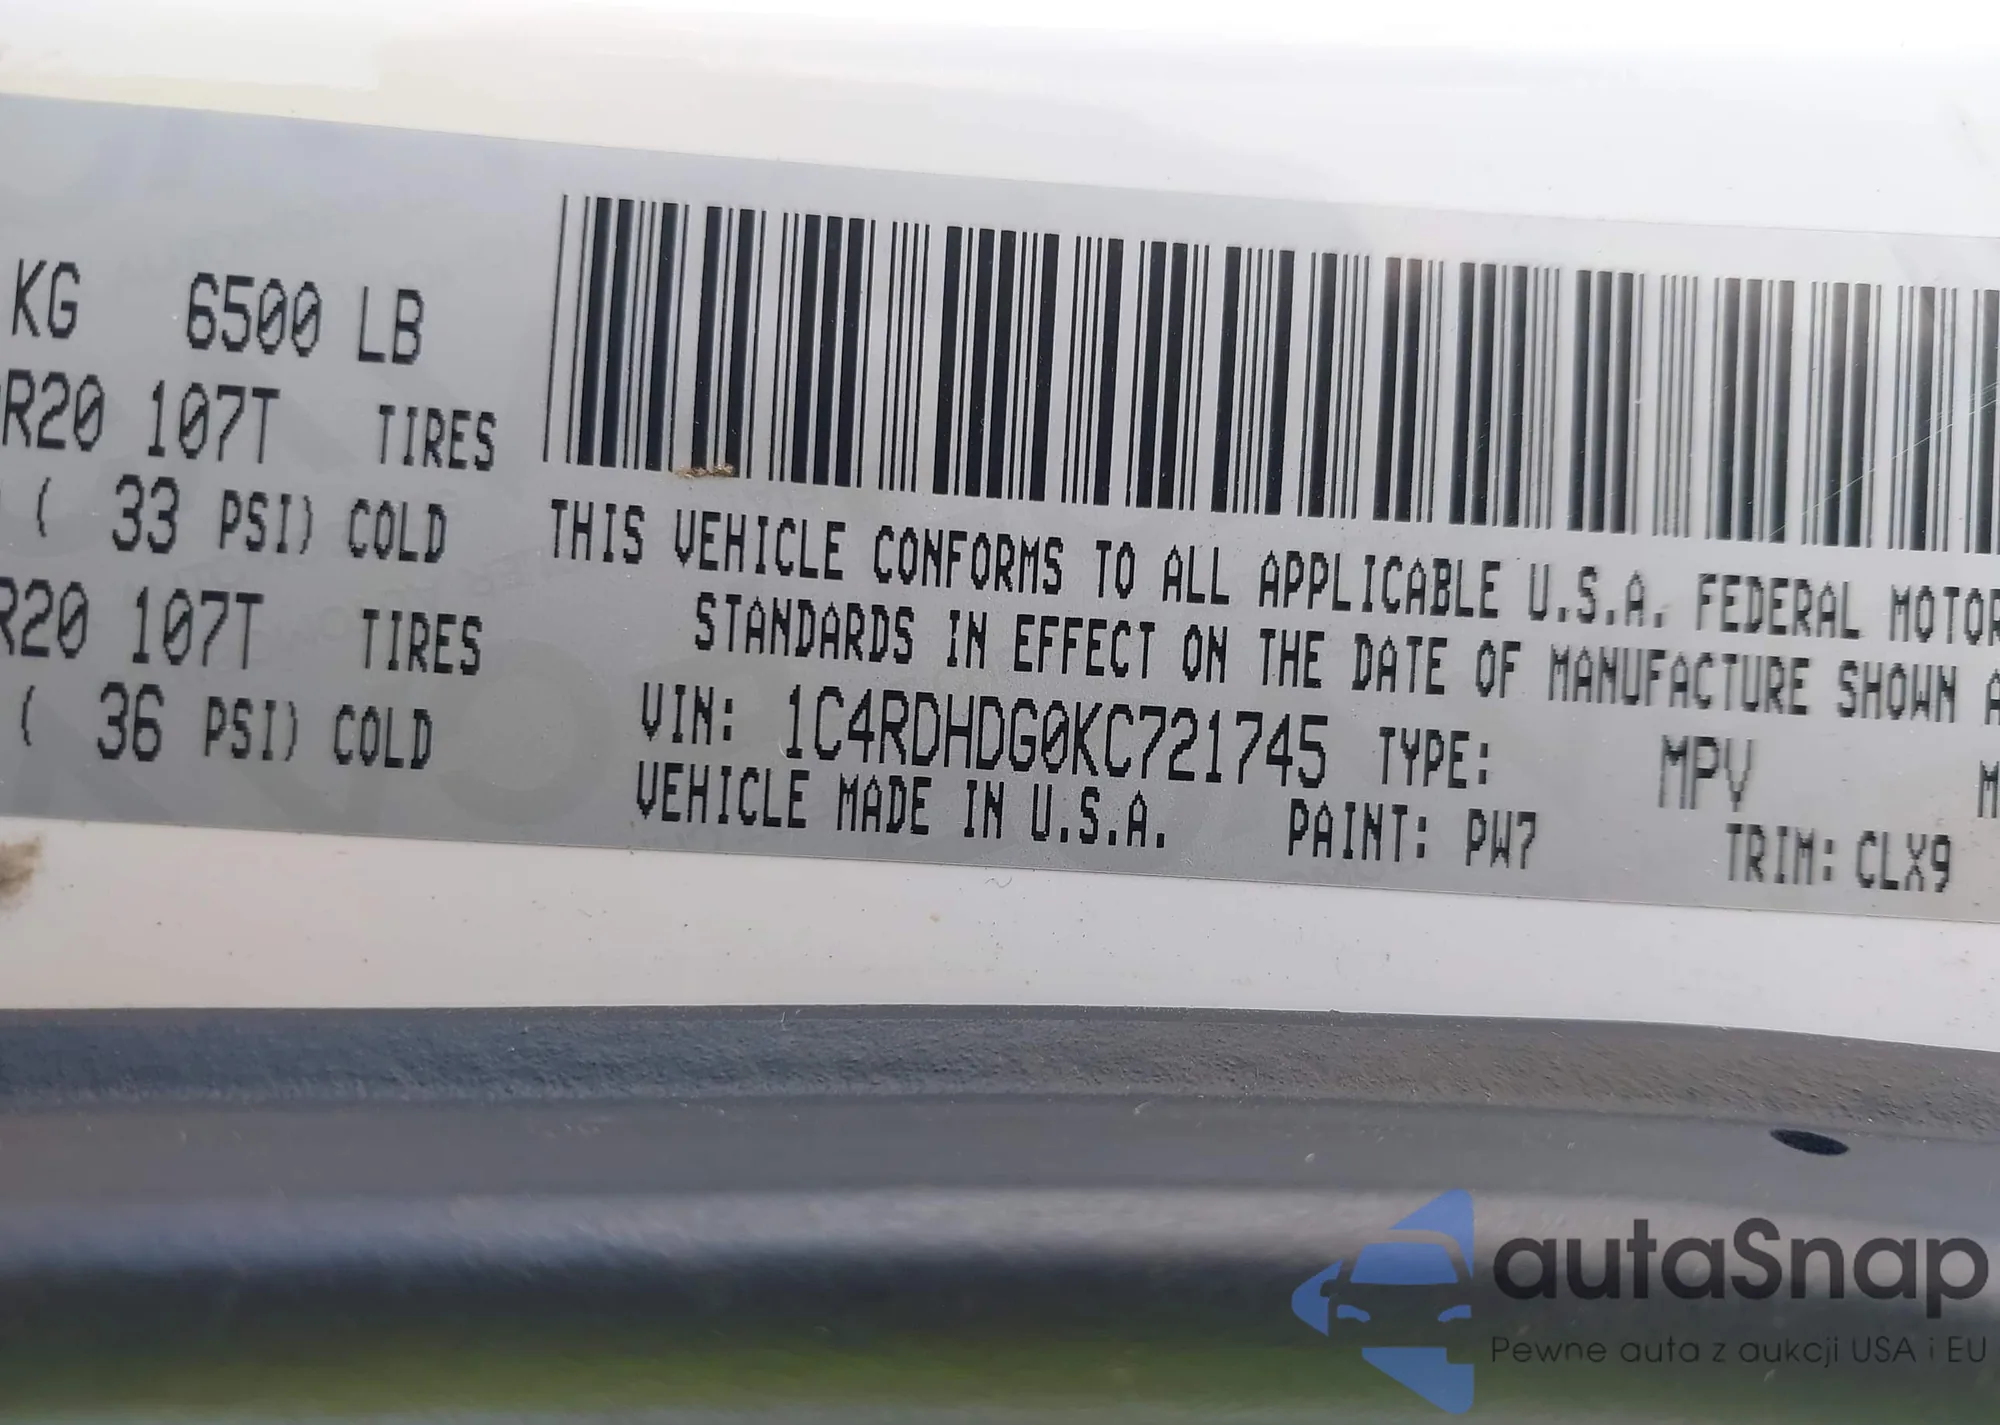 KG 6500 LB
R20 107T TIRES
( 33 PSI) COLD
R20 107T TIRES
( 36 PSI) COLD
THIS VEHICLE CONFORMS TO ALL APPLICABLE U.S.A. FEDERAL MOTOR
STANDARDS IN EFFECT ON THE DATE OF MANUFACTURE SHOWN A
VIN: 1C4RDHDG0KC721745 TYPE: MPV M
VEHICLE MADE IN U.S.A. PAINT: PW7 TRIM: CLX9
autaSnap
Pewne auta z aukcji USA i EU